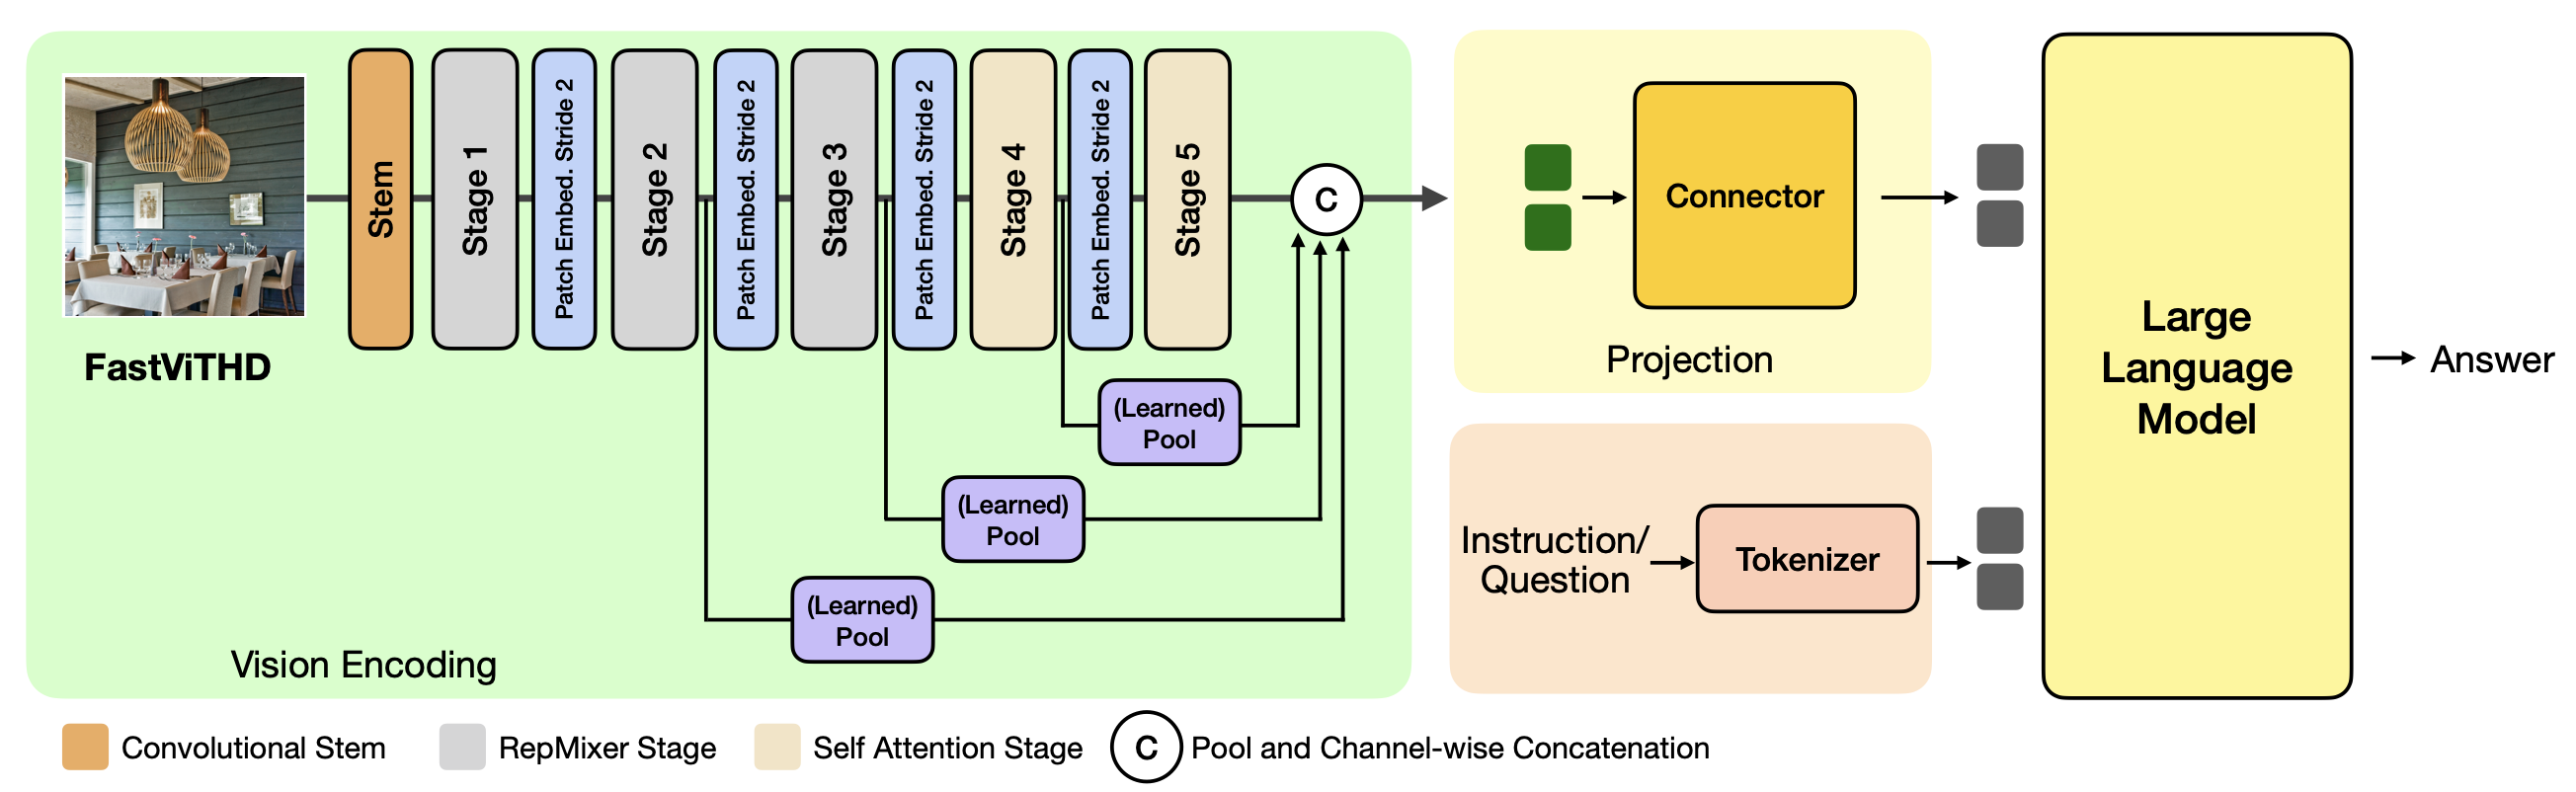 Stem
Stage 1
Patch Embed. Stride 2
Stage 2
Patch Embed. Stride 2
Stage 3
Patch Embed. Stride 2
Stage 4
Patch Embed. Stride 2
Stage 5
C
FastViTHD
(Learned)
Pool
(Learned)
Pool
(Learned)
Pool
Vision Encoding
Connector
Projection
Instruction/
Question
Tokenizer
Large
Language
Model
Answer
Convolutional Stem
RepMixer Stage
Self Attention Stage
C
Pool and Channel-wise Concatenation